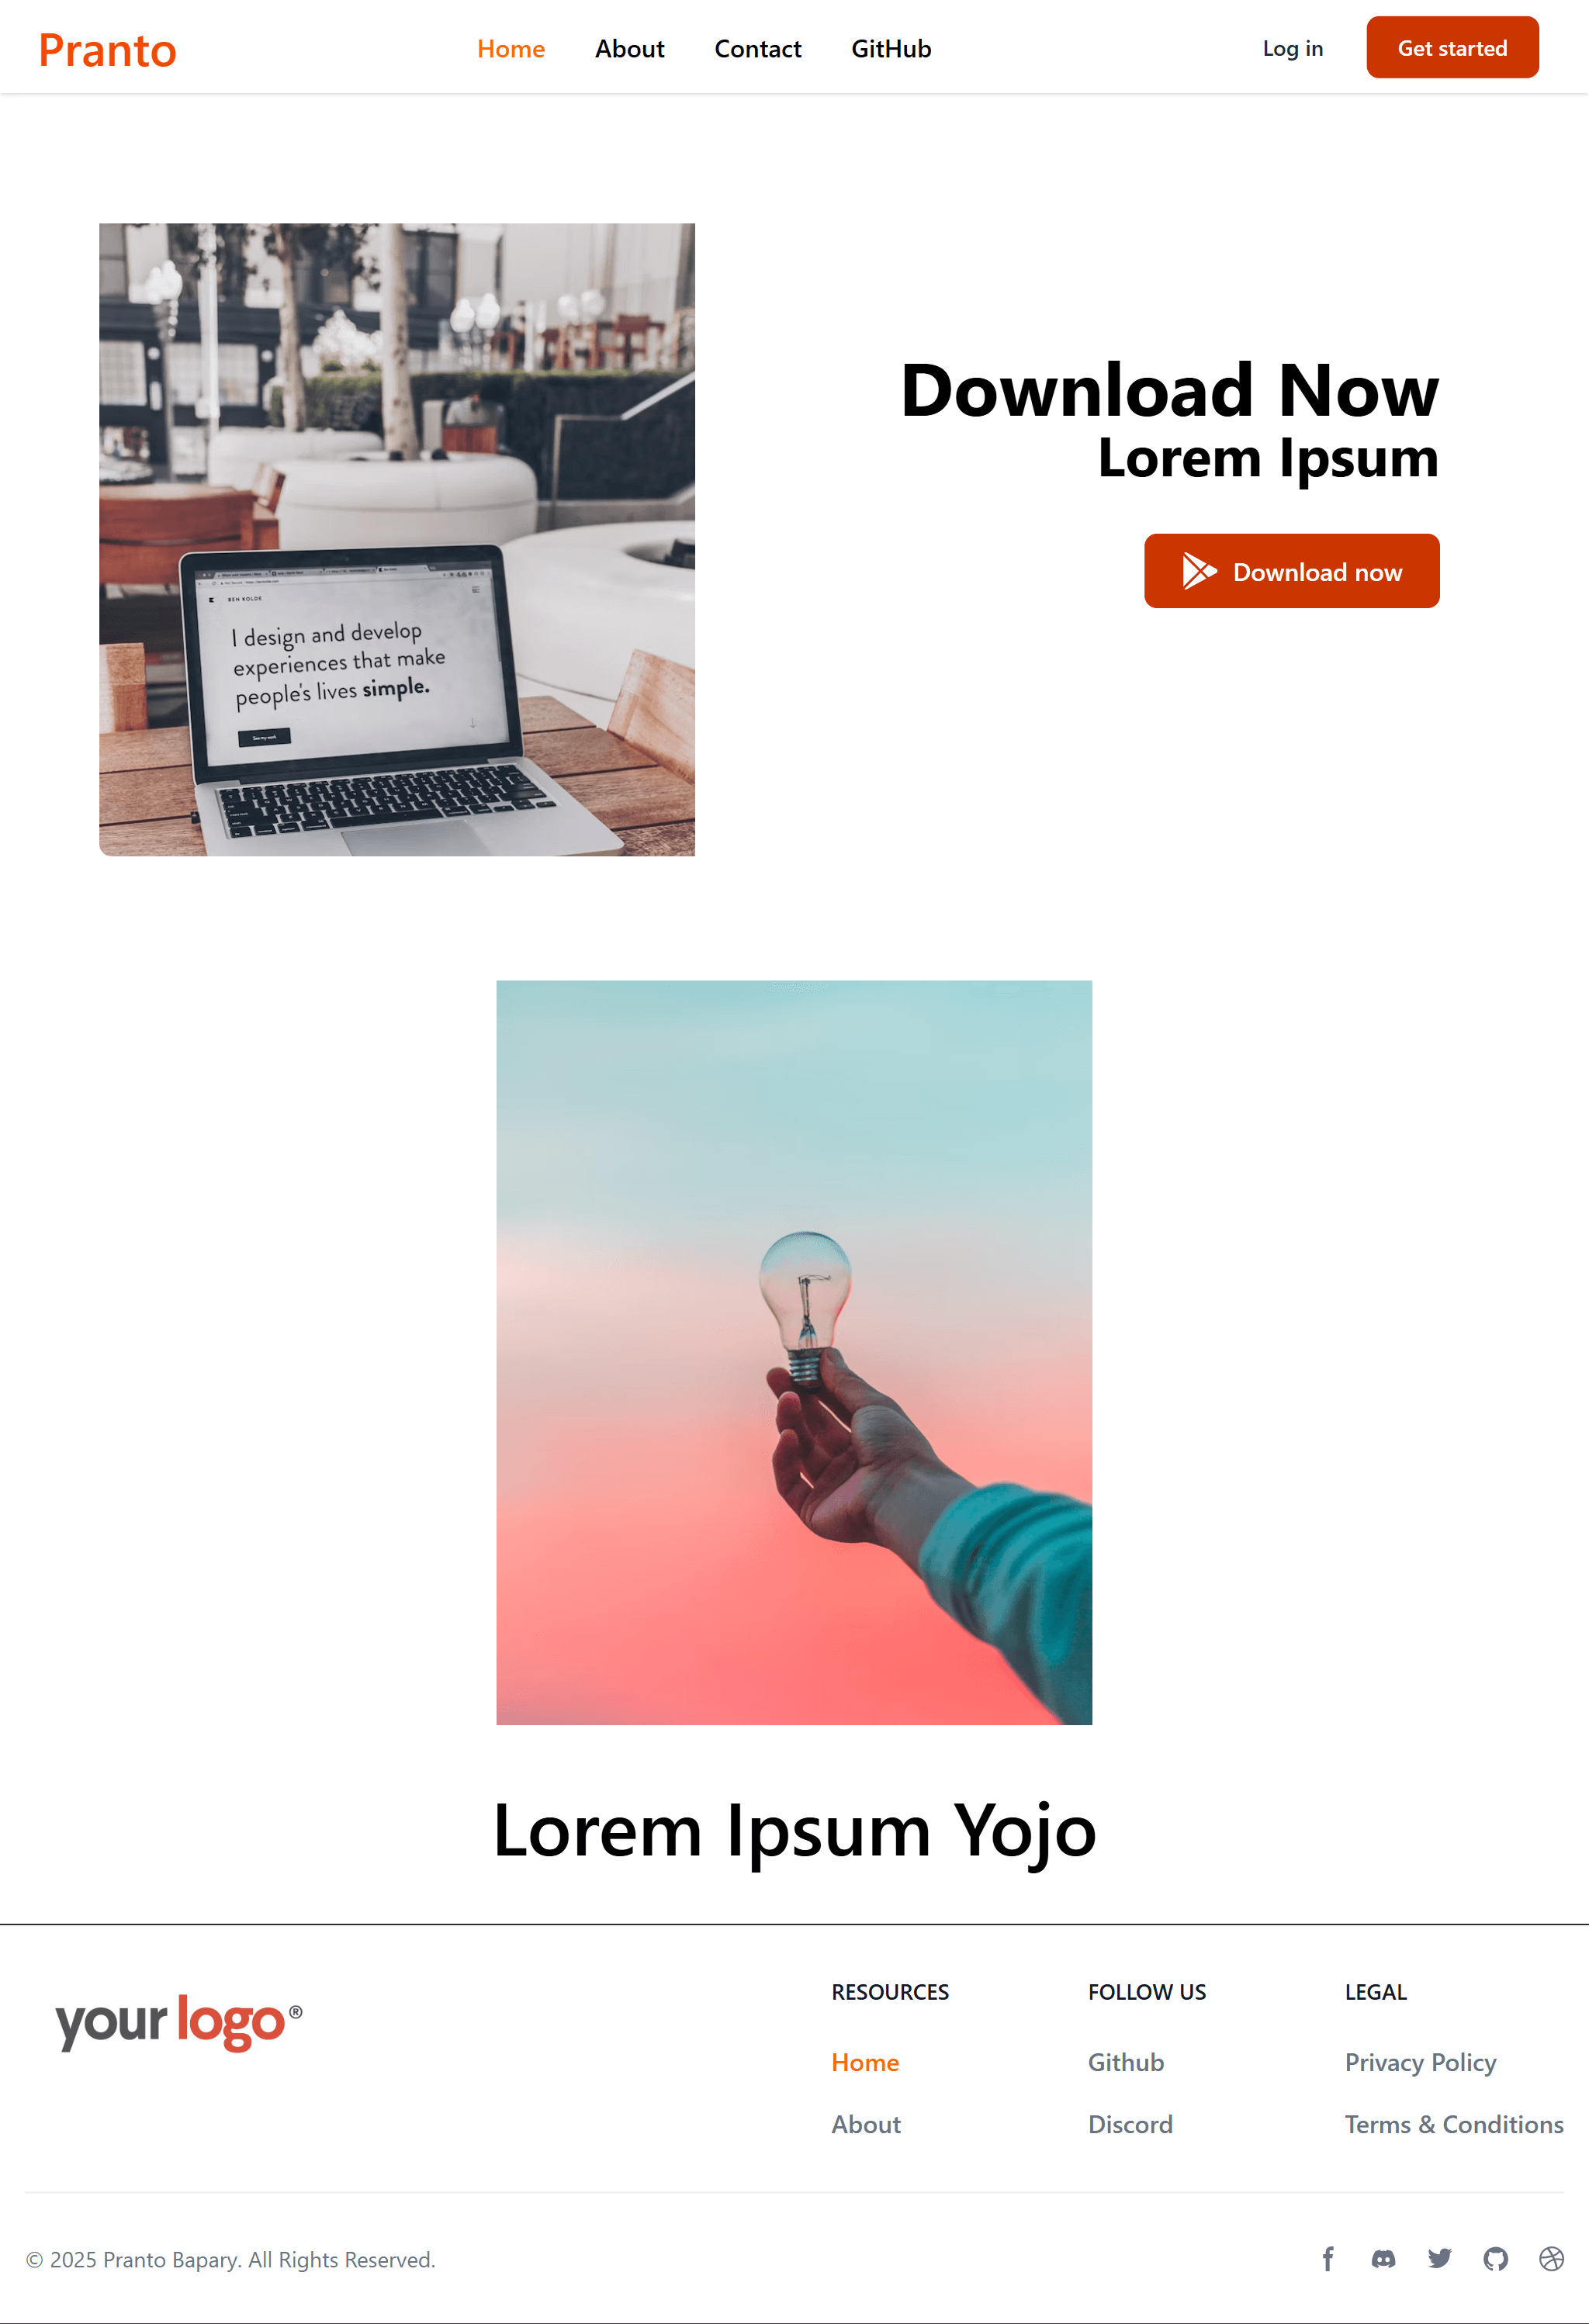 Pranto
Home About Contact GitHub
Log in Get started
Download Now
Lorem Ipsum
Download now
BEN KOLDE
I design and develop
experiences that make
people's lives simple.
See my work
Lorem Ipsum Yojo
your logo ®
RESOURCES
Home
About
FOLLOW US
Github
Discord
LEGAL
Privacy Policy
Terms & Conditions
© 2025 Pranto Bapary. All Rights Reserved.